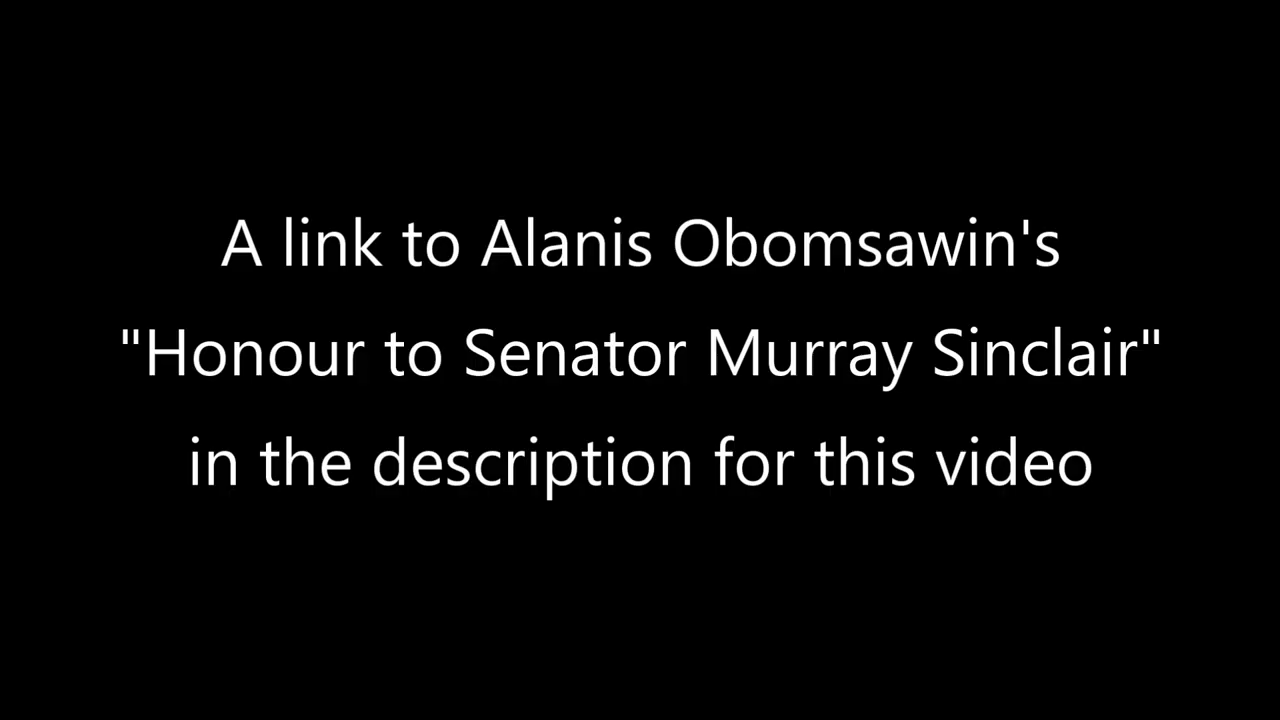 A link to Alanis Obomsawin's
"Honour to Senator Murray Sinclair"
in the description for this video